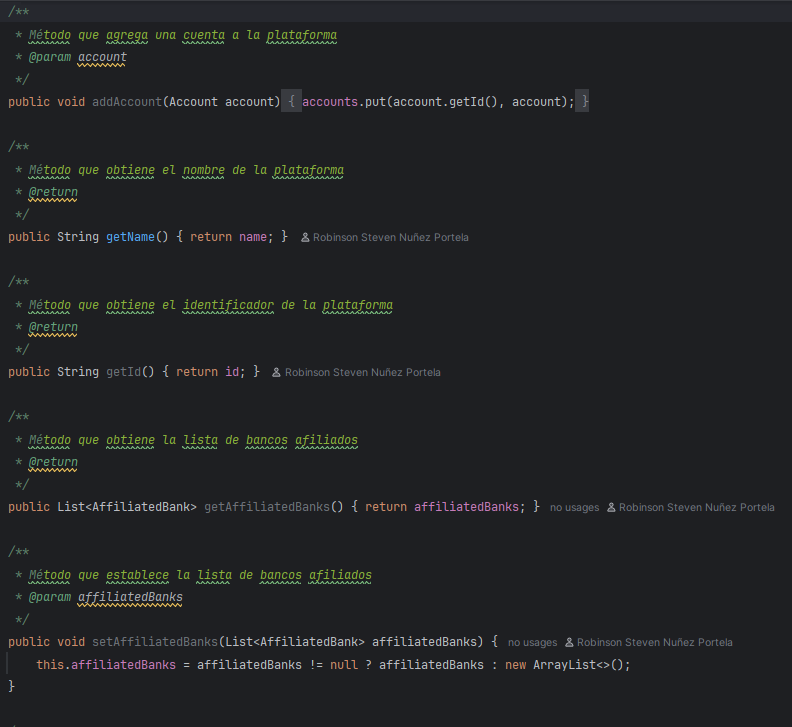 /**
 * Método que agrega una cuenta a la plataforma
 * @param account
 */
public void addAccount(Account account) { accounts.put(account.getId(), account); }
/**
 * Método que obtiene el nombre de la plataforma
 * @return
 */
public String getName() { return name; } Robinson Steven Nuñez Portela
/**
 * Método que obtiene el identificador de la plataforma
 * @return
 */
public String getId() { return id; } Robinson Steven Nuñez Portela
/**
 * Método que obtiene la lista de bancos afiliados
 * @return
 */
public List<AffiliatedBank> getAffiliatedBanks() { return affiliatedBanks; } no usages Robinson Steven Nuñez Portela
/**
 * Método que establece la lista de bancos afiliados
 * @param affiliatedBanks
 */
public void setAffiliatedBanks(List<AffiliatedBank> affiliatedBanks) { no usages Robinson Steven Nuñez Portela
    this.affiliatedBanks = affiliatedBanks != null ? affiliatedBanks : new ArrayList<>();
}